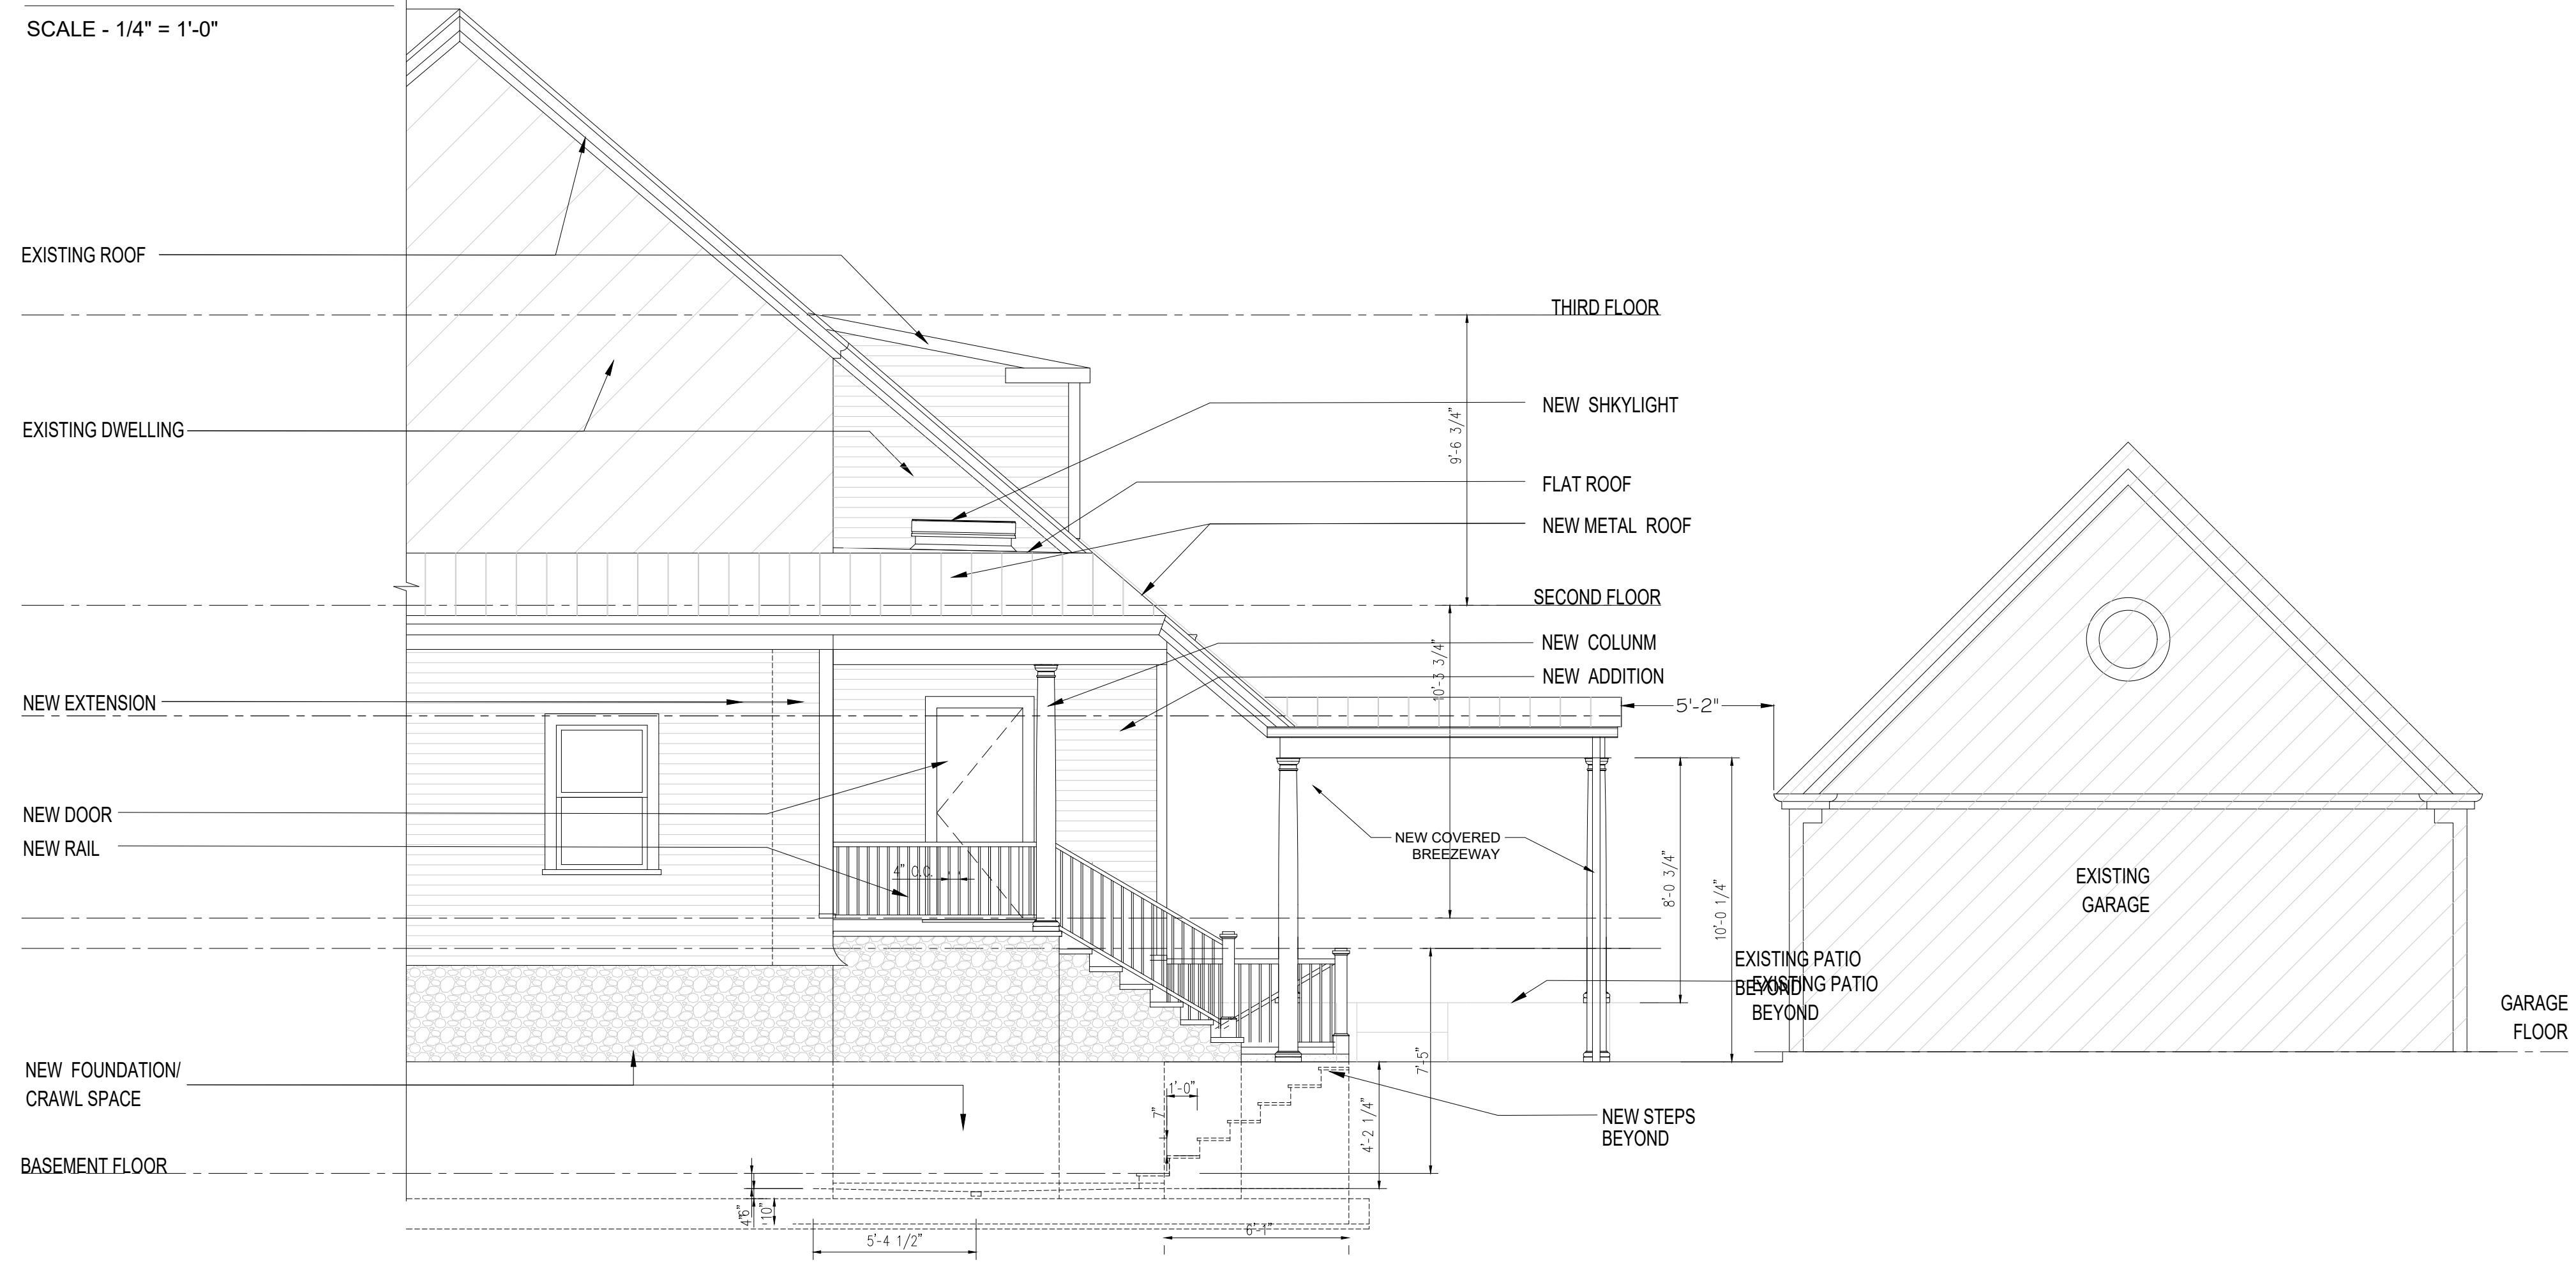 SCALE - 1/4" = 1'-0"
EXISTING ROOF
THIRD FLOOR
NEW SHKYLIGHT
9'-6 3/4"
EXISTING DWELLING
FLAT ROOF
NEW METAL ROOF
SECOND FLOOR
NEW COLUNM
10'-3 3/4"
NEW ADDITION
NEW EXTENSION
5'-2"
NEW DOOR
NEW RAIL
NEW COVERED
BREEZEWAY
4" O.C.
8'-0 3/4"
10'-0 1/4"
EXISTING
GARAGE
EXISTING PATIO
BEYOND
EXISTING PATIO
BEYOND
GARAGE
FLOOR
NEW FOUNDATION/
CRAWL SPACE
7'-5"
1'-0"
7"
4'-2 1/4"
NEW STEPS
BEYOND
BASEMENT FLOOR
4"
6"
10"
5'-4 1/2"
6'-1"